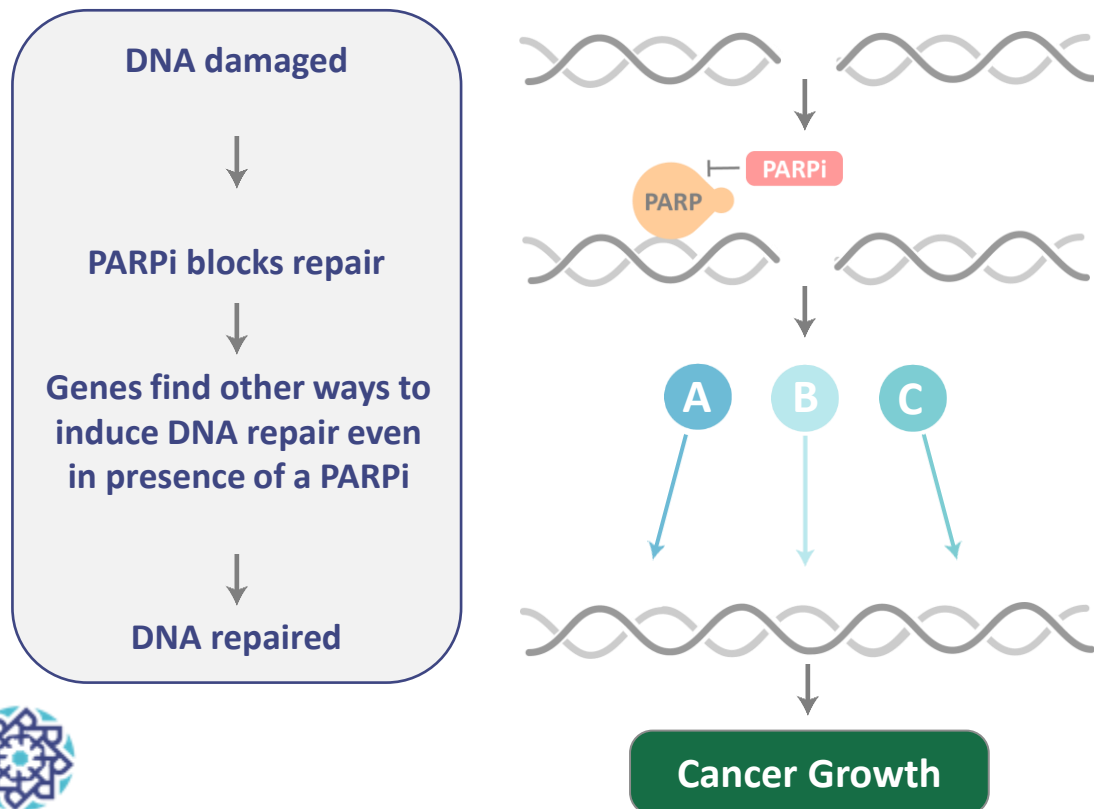 DNA damaged
PARPi blocks repair
Genes find other ways to
induce DNA repair even
in presence of a PARPi
DNA repaired
PARPi
PARP
A B C
Cancer Growth